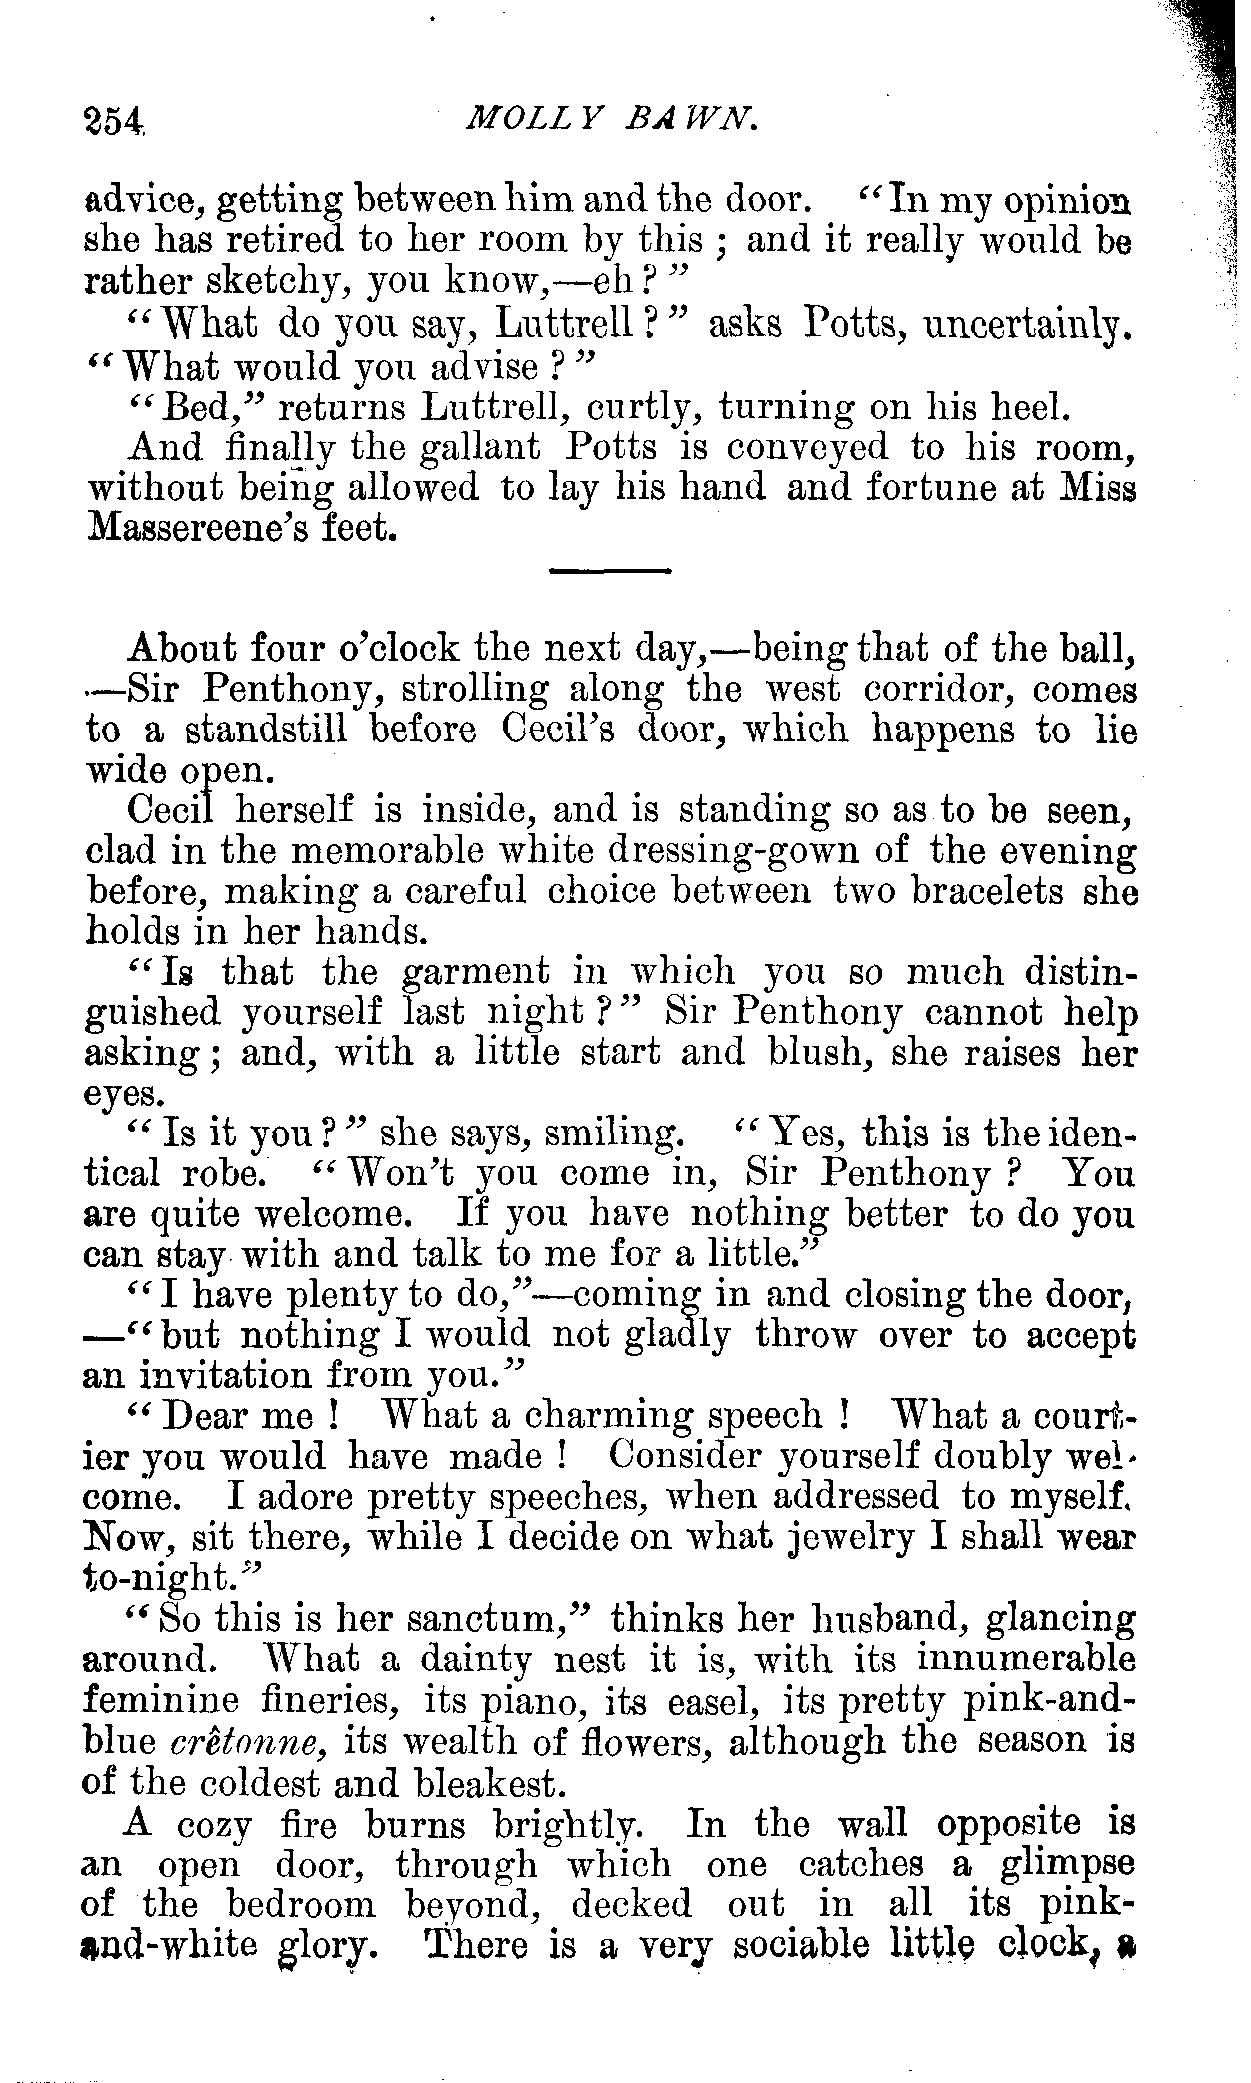 254 MOLLY BAWN.
advice, getting between him and the door. "In my opinion
she has retired to her room by this ; and it really would be
rather sketchy, you know,—eh ? "
" What do you say, Luttrell ? " asks Potts, uncertainly.
" What would you advise ? "
" Bed," returns Luttrell, curtly, turning on his heel.
And finally the gallant Potts is conveyed to his room,
without being allowed to lay his hand and fortune at Miss
Massereene's feet.
About four o'clock the next day,—being that of the ball,
—Sir Penthony, strolling along the west corridor, comes
to a standstill before Cecil's door, which happens to lie
wide open.
Cecil herself is inside, and is standing so as to be seen,
clad in the memorable white dressing-gown of the evening
before, making a careful choice between two bracelets she
holds in her hands.
" Is that the garment in which you so much distin-
guished yourself last night ? " Sir Penthony cannot help
asking ; and, with a little start and blush, she raises her
eyes.
" Is it you ? " she says, smiling. " Yes, this is the iden-
tical robe. " Won't you come in, Sir Penthony ? You
are quite welcome. If you have nothing better to do you
can stay with and talk to me for a little."
" I have plenty to do,"—coming in and closing the door,
—" but nothing I would not gladly throw over to accept
an invitation from you."
" Dear me ! What a charming speech ! What a court-
ier you would have made ! Consider yourself doubly wel-
come. I adore pretty speeches, when addressed to myself.
Now, sit there, while I decide on what jewelry I shall wear
to-night."
" So this is her sanctum," thinks her husband, glancing
around. What a dainty nest it is, with its innumerable
feminine fineries, its piano, its easel, its pretty pink-and-
blue crêtonne, its wealth of flowers, although the season is
of the coldest and bleakest.
A cozy fire burns brightly. In the wall opposite is
an open door, through which one catches a glimpse
of the bedroom beyond, decked out in all its pink-
and-white glory. There is a very sociable little clock, a